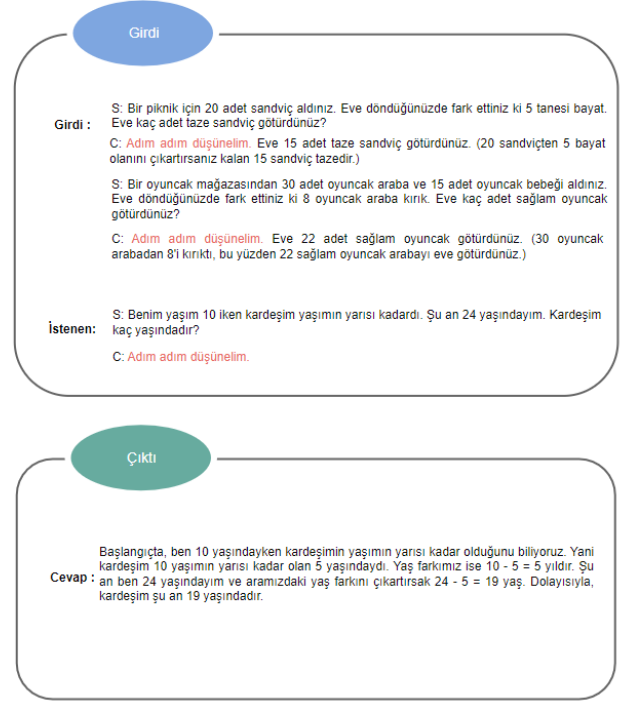 Girdi
Girdi :
S: Bir piknik için 20 adet sandviç aldınız. Eve döndüğünüzde fark ettiniz ki 5 tanesi bayat.
Eve kaç adet taze sandviç götürdünüz?
C: Adım adım düşünelim. Eve 15 adet taze sandviç götürdünüz. (20 sandviçten 5 bayat
olanını çıkartırsanız kalan 15 sandviç tazedir.)
S: Bir oyuncak mağazasından 30 adet oyuncak araba ve 15 adet oyuncak bebeği aldınız.
Eve döndüğünüzde fark ettiniz ki 8 oyuncak araba kırık. Eve kaç adet sağlam oyuncak
götürdünüz?
C: Adım adım düşünelim. Eve 22 adet sağlam oyuncak götürdünüz. (30 oyuncak
arabadan 8'i kırıktı, bu yüzden 22 sağlam oyuncak arabayı eve götürdünüz.)
İstenen:
S: Benim yaşım 10 iken kardeşim yaşımın yarısı kadardı. Şu an 24 yaşındayım. Kardeşim
kaç yaşındadır?
C: Adım adım düşünelim.
Çıktı
Cevap :
Başlangıçta, ben 10 yaşındayken kardeşimin yaşımın yarısı kadar olduğunu biliyoruz. Yani
kardeşim 10 yaşımın yarısı kadar olan 5 yaşındaydı. Yaş farkımız ise 10 - 5 = 5 yıldır. Şu
an ben 24 yaşındayım ve aramızdaki yaş farkını çıkartırsak 24 - 5 = 19 yaş. Dolayısıyla,
kardeşim şu an 19 yaşındadır.